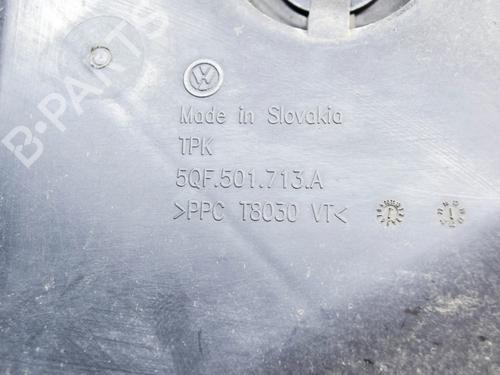 B-PARTS
Made in Slovakia
TPK
5QF.501.713.A
>PPC T8030 VT<